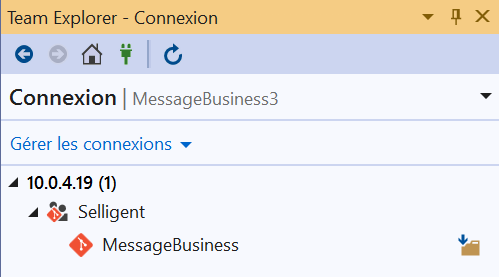 Team Explorer - Connexion
Connexion | MessageBusiness3
Gérer les connexions
10.0.4.19 (1)
Selligent
MessageBusiness